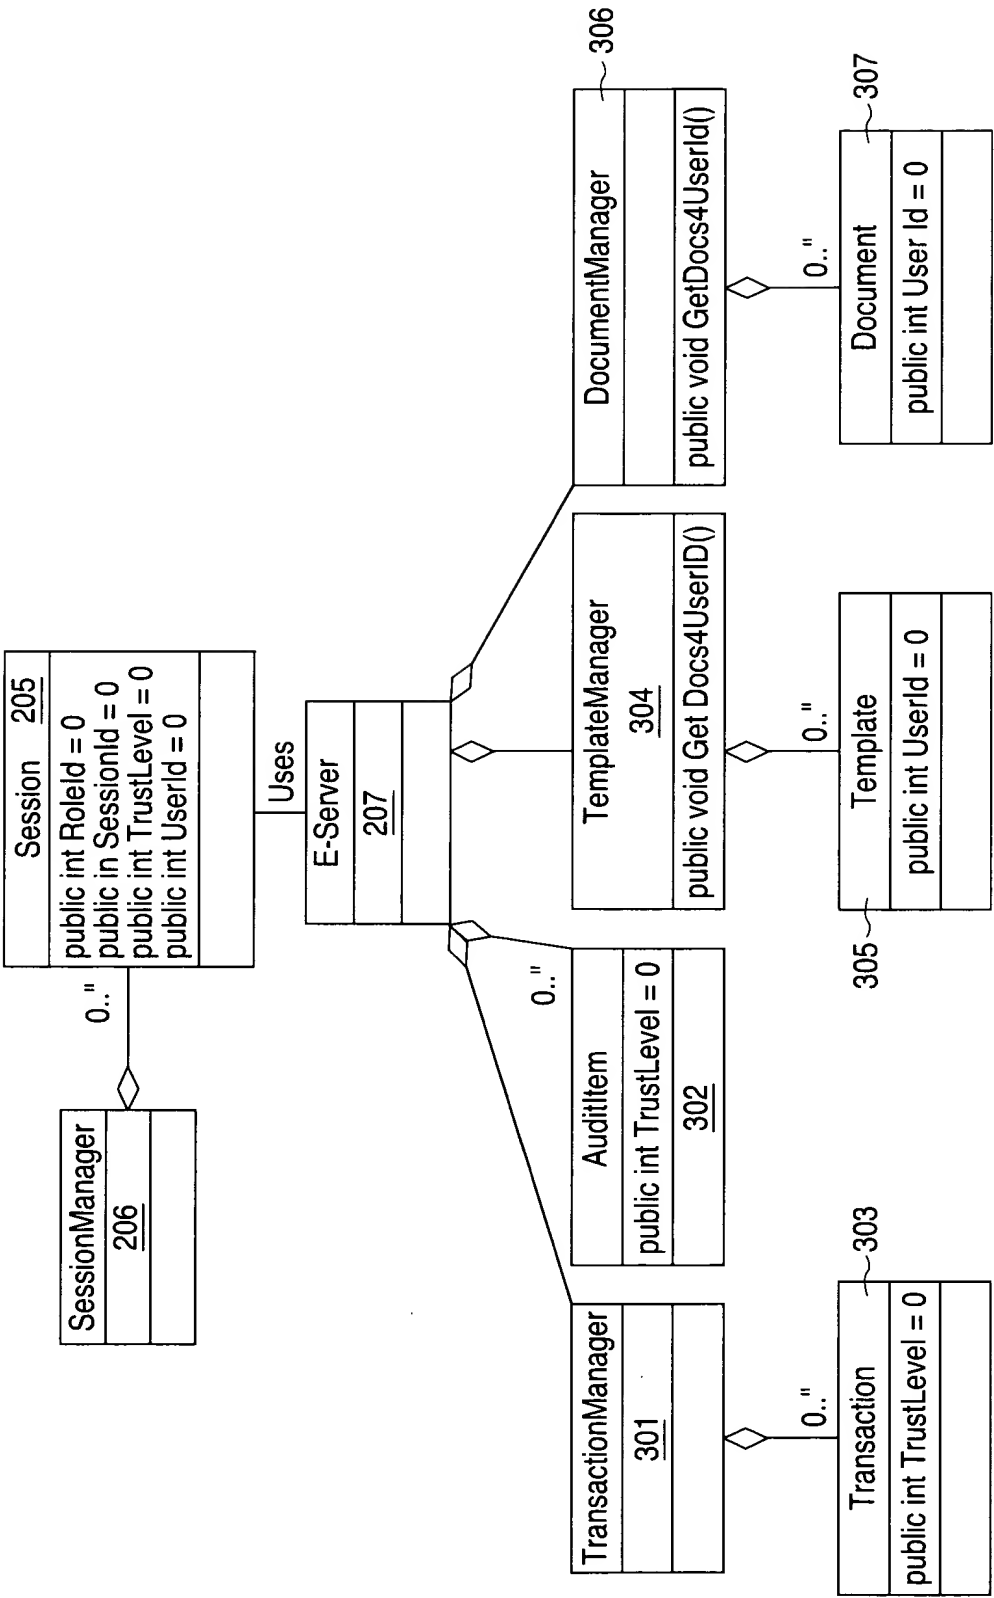 SessionManager
206
0.."
Session 205
public int RoleId = 0
public in SessionId = 0
public int TrustLevel = 0
public int UserId = 0
Uses
E-Server
207
TransactionManager
301
0.."
Transaction
public int TrustLevel = 0
303
0.."
AuditItem
public int TrustLevel = 0
302
TemplateManager
304
public void Get Docs4UserID()
0.."
Template
public int UserId = 0
305
DocumentManager
306
public void GetDocs4UserId()
0.."
Document
public int User Id = 0
307